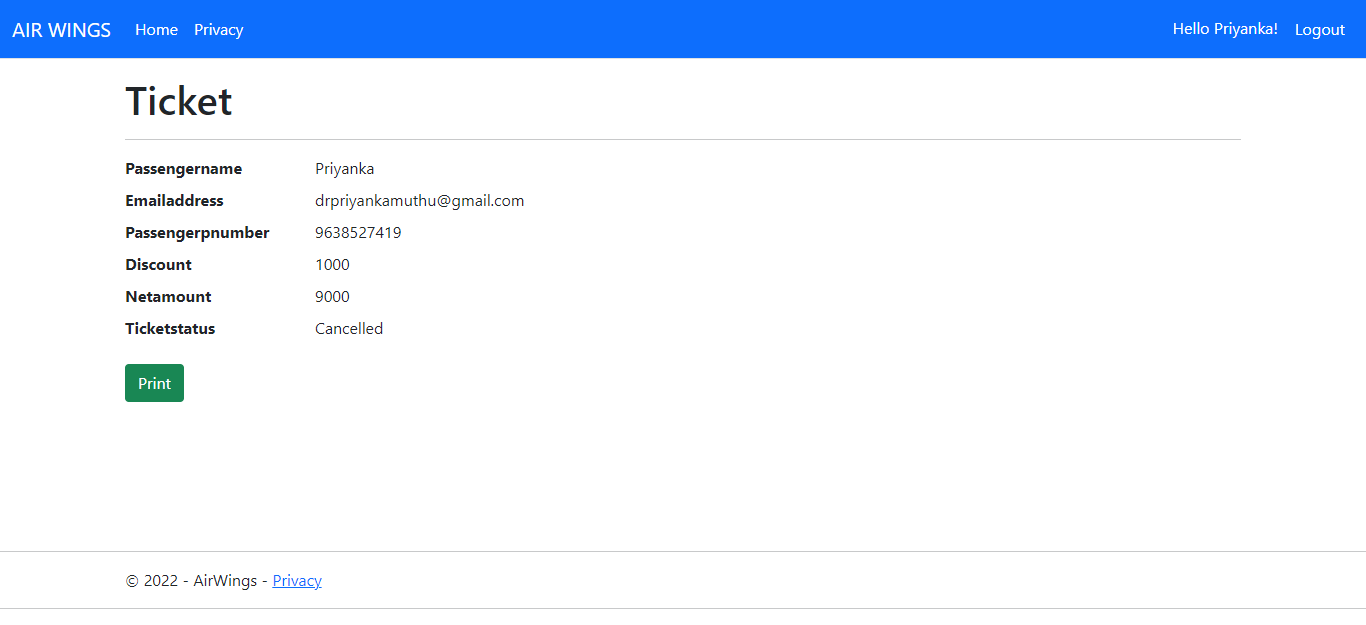 AIR WINGS Home Privacy Hello Priyanka! Logout
Ticket
Passengername Priyanka
Emailaddress drpriyankamuthu@gmail.com
Passengerpnumber 9638527419
Discount 1000
Netamount 9000
Ticketstatus Cancelled
Print
© 2022 - AirWings - Privacy